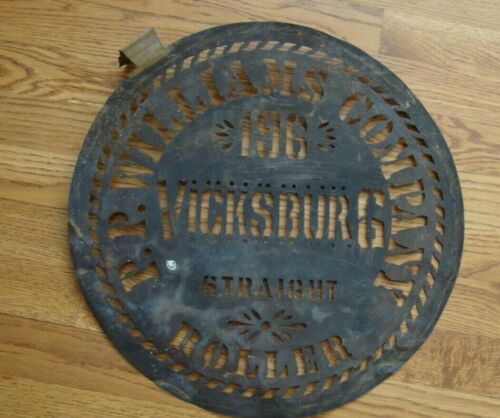 P.P. WILLIAMS COMPANY
196
VICKSBURG
STRAIGHT
ROLLER